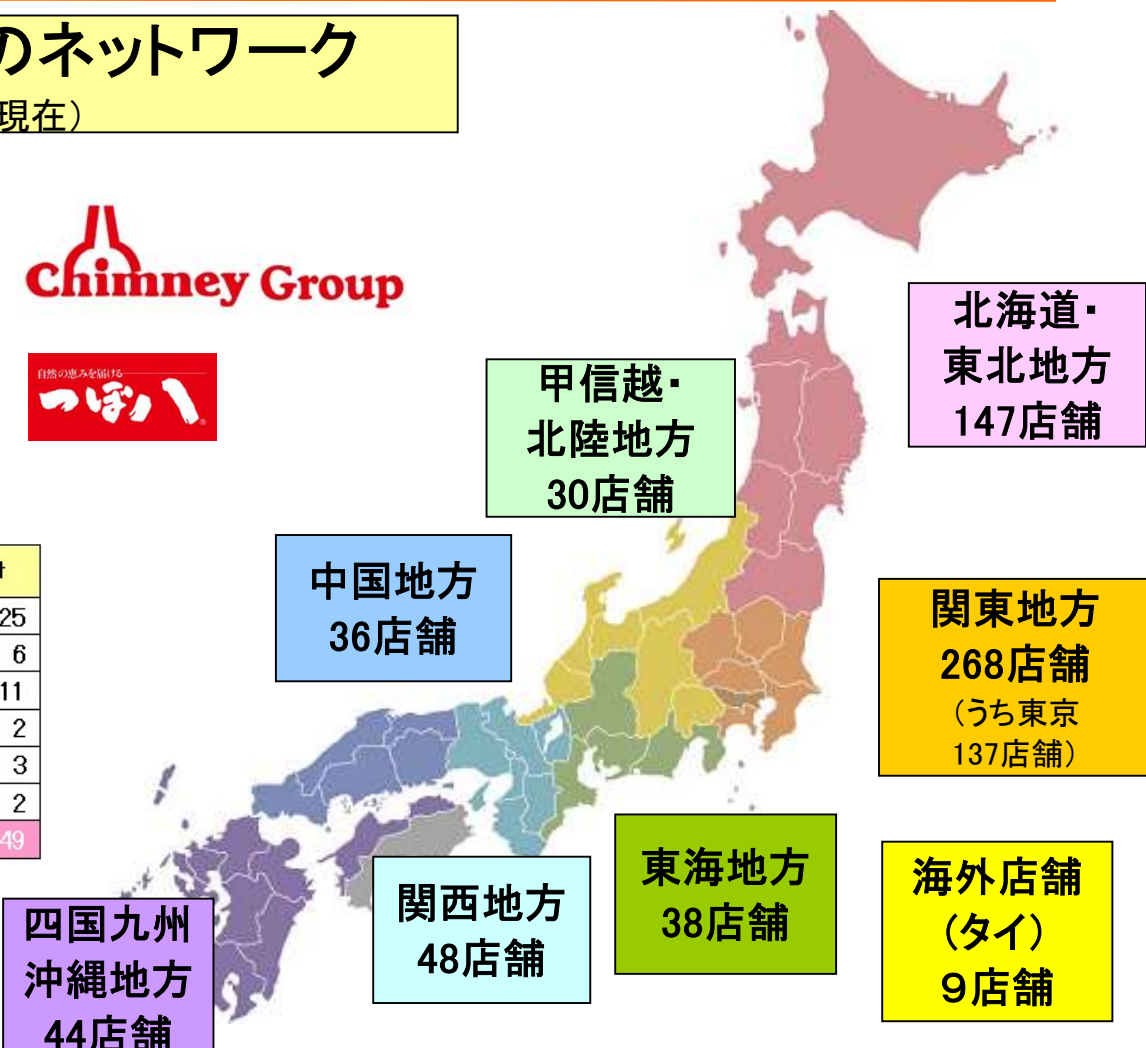 のネットワーク
現在）
Chimney Group
自然の恵みを届ける
つぼ八
北海道・
東北地方
147店舗
甲信越・
北陸地方
30店舗
中国地方
36店舗
25
6
11
2
3
2
49
関東地方
268店舗
（うち東京
137店舗）
東海地方
38店舗
関西地方
48店舗
海外店舗
（タイ）
９店舗
四国九州
沖縄地方
44店舗